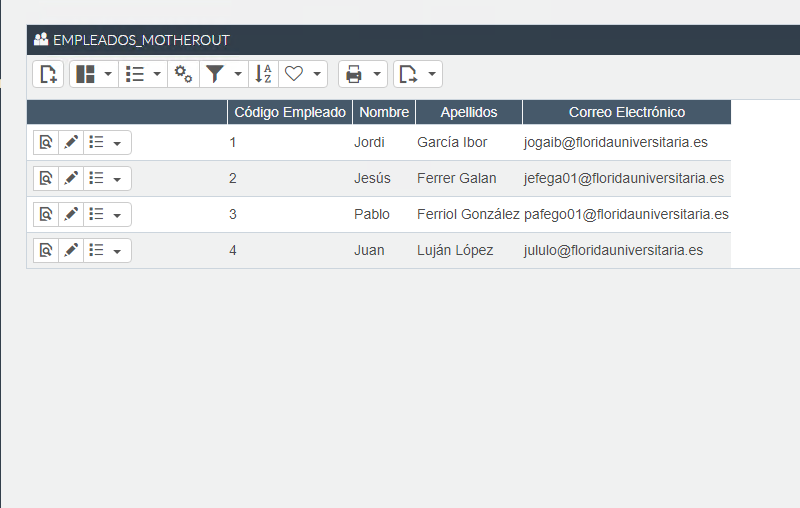 EMPLEADOS_MOTHEROUT
A
Z
Código Empleado Nombre Apellidos Correo Electrónico
1 Jordi García Ibor jogaib@floridauniversitaria.es
2 Jesús Ferrer Galan jefega01@floridauniversitaria.es
3 Pablo Ferriol González pafego01@floridauniversitaria.es
4 Juan Luján López jululo@floridauniversitaria.es